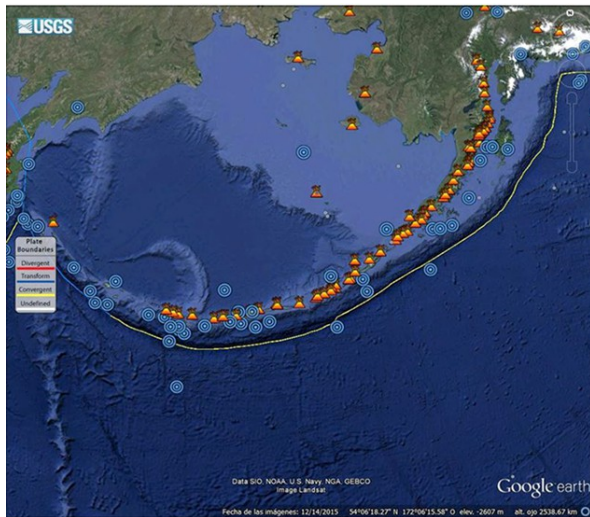 USGS
Plate
Boundaries
Divergent
Transform
Convergent
Undefined
Data SIO, NOAA, U.S. Navy, NGA, GEBCO
Image Landsat
Google earth
Fecha de las imágenes: 12/14/2015 54°06'18.27" N 172°06'15.58" O elev. -2607 m alt. ojo 2538.67 km